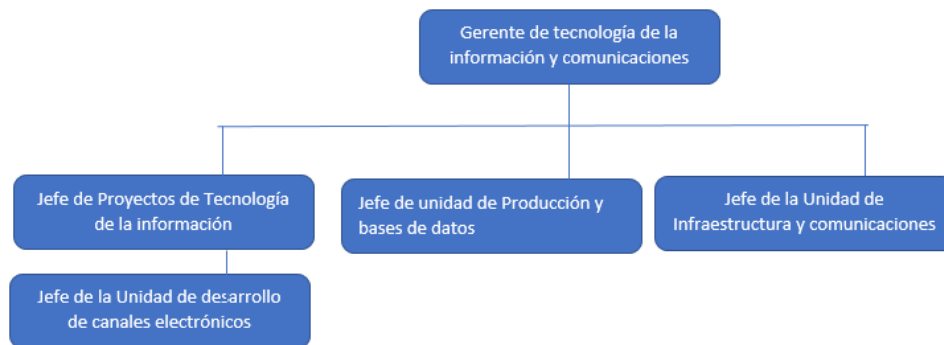 Gerente de tecnología de la
información y comunicaciones
Jefe de Proyectos de Tecnología
de la información
Jefe de unidad de Producción y
bases de datos
Jefe de la Unidad de
Infraestructura y comunicaciones
Jefe de la Unidad de desarrollo
de canales electrónicos